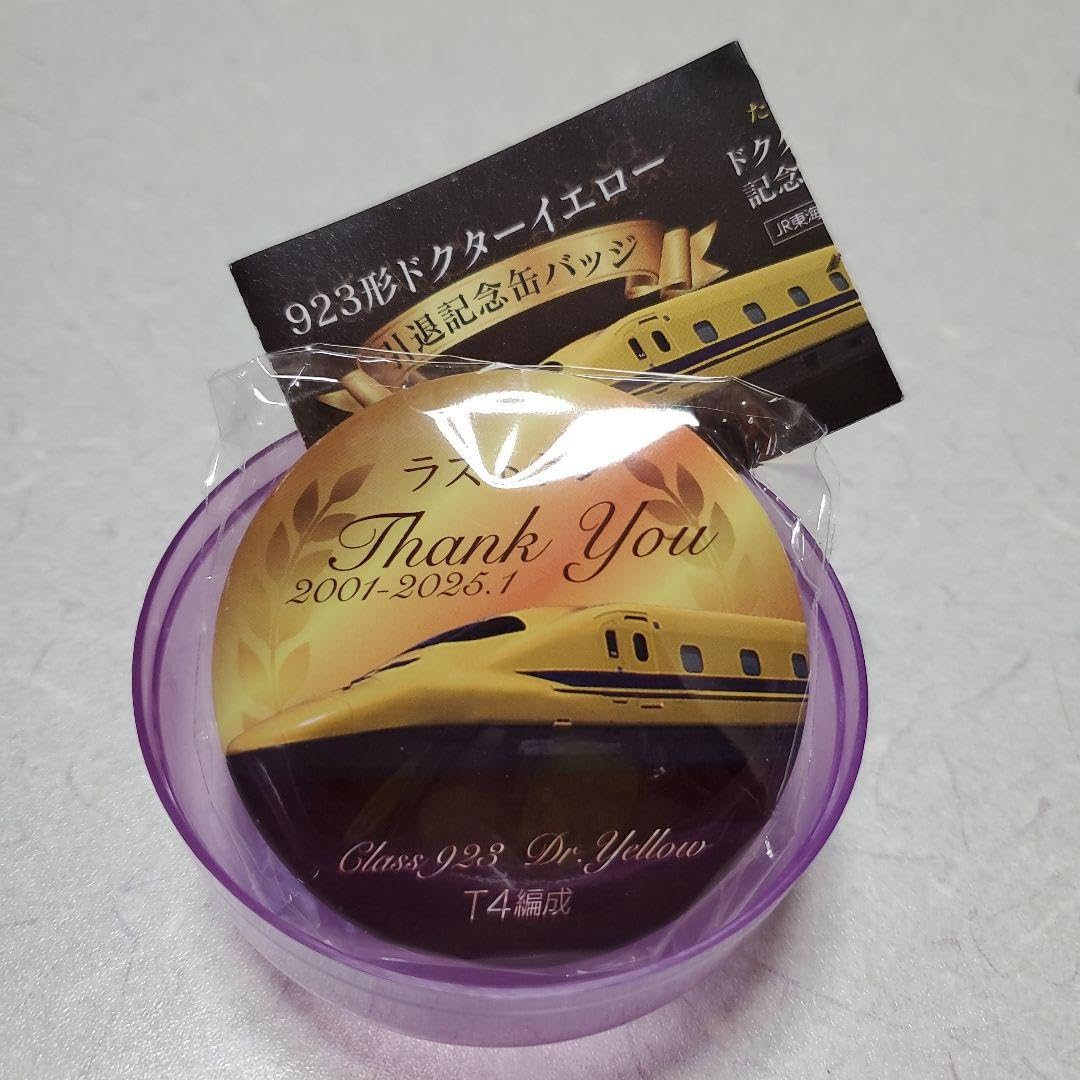 923形ドクターイエロー
引退記念缶バッジ
た
ドク
記念
JR東海
Thank You
2001-2025.1
Class 923 Dr. Yellow
T4編成